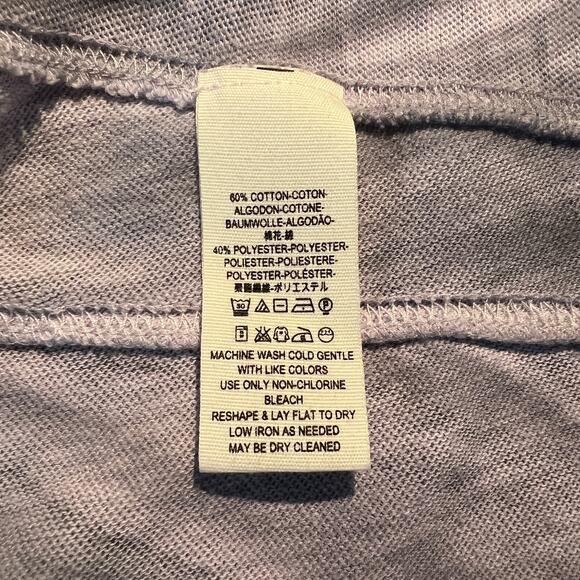 60% COTTON-COTON-
ALGODON-COTONE-
BAUMWOLLE-ALGODÃO-
棉花-綿
40% POLYESTER-POLYESTER-
POLIESTER-POLIESTERE-
POLYESTER-POLÉSTER-
聚酯纖維-ポリエステル
30
MACHINE WASH COLD GENTLE
WITH LIKE COLORS
USE ONLY NON-CHLORINE
BLEACH
RESHAPE & LAY FLAT TO DRY
LOW IRON AS NEEDED
MAY BE DRY CLEANED